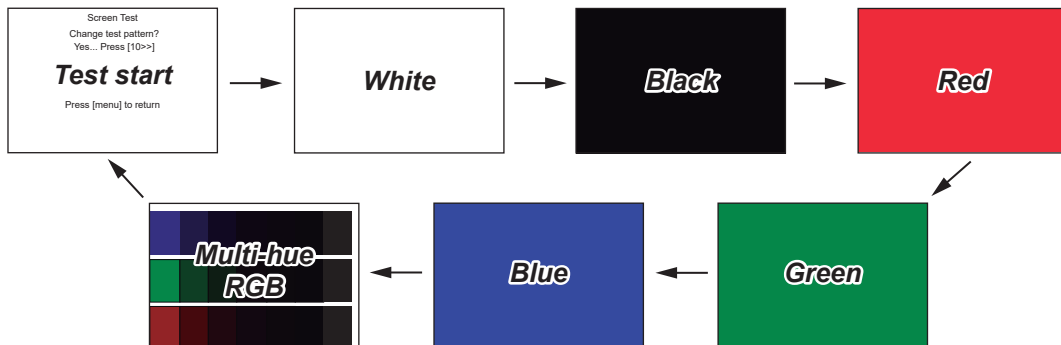 Screen Test
Change test pattern?
Yes... Press [10>>]
Test start
Press [menu] to return
White
Black
Red
Multi-hue
RGB
Blue
Green